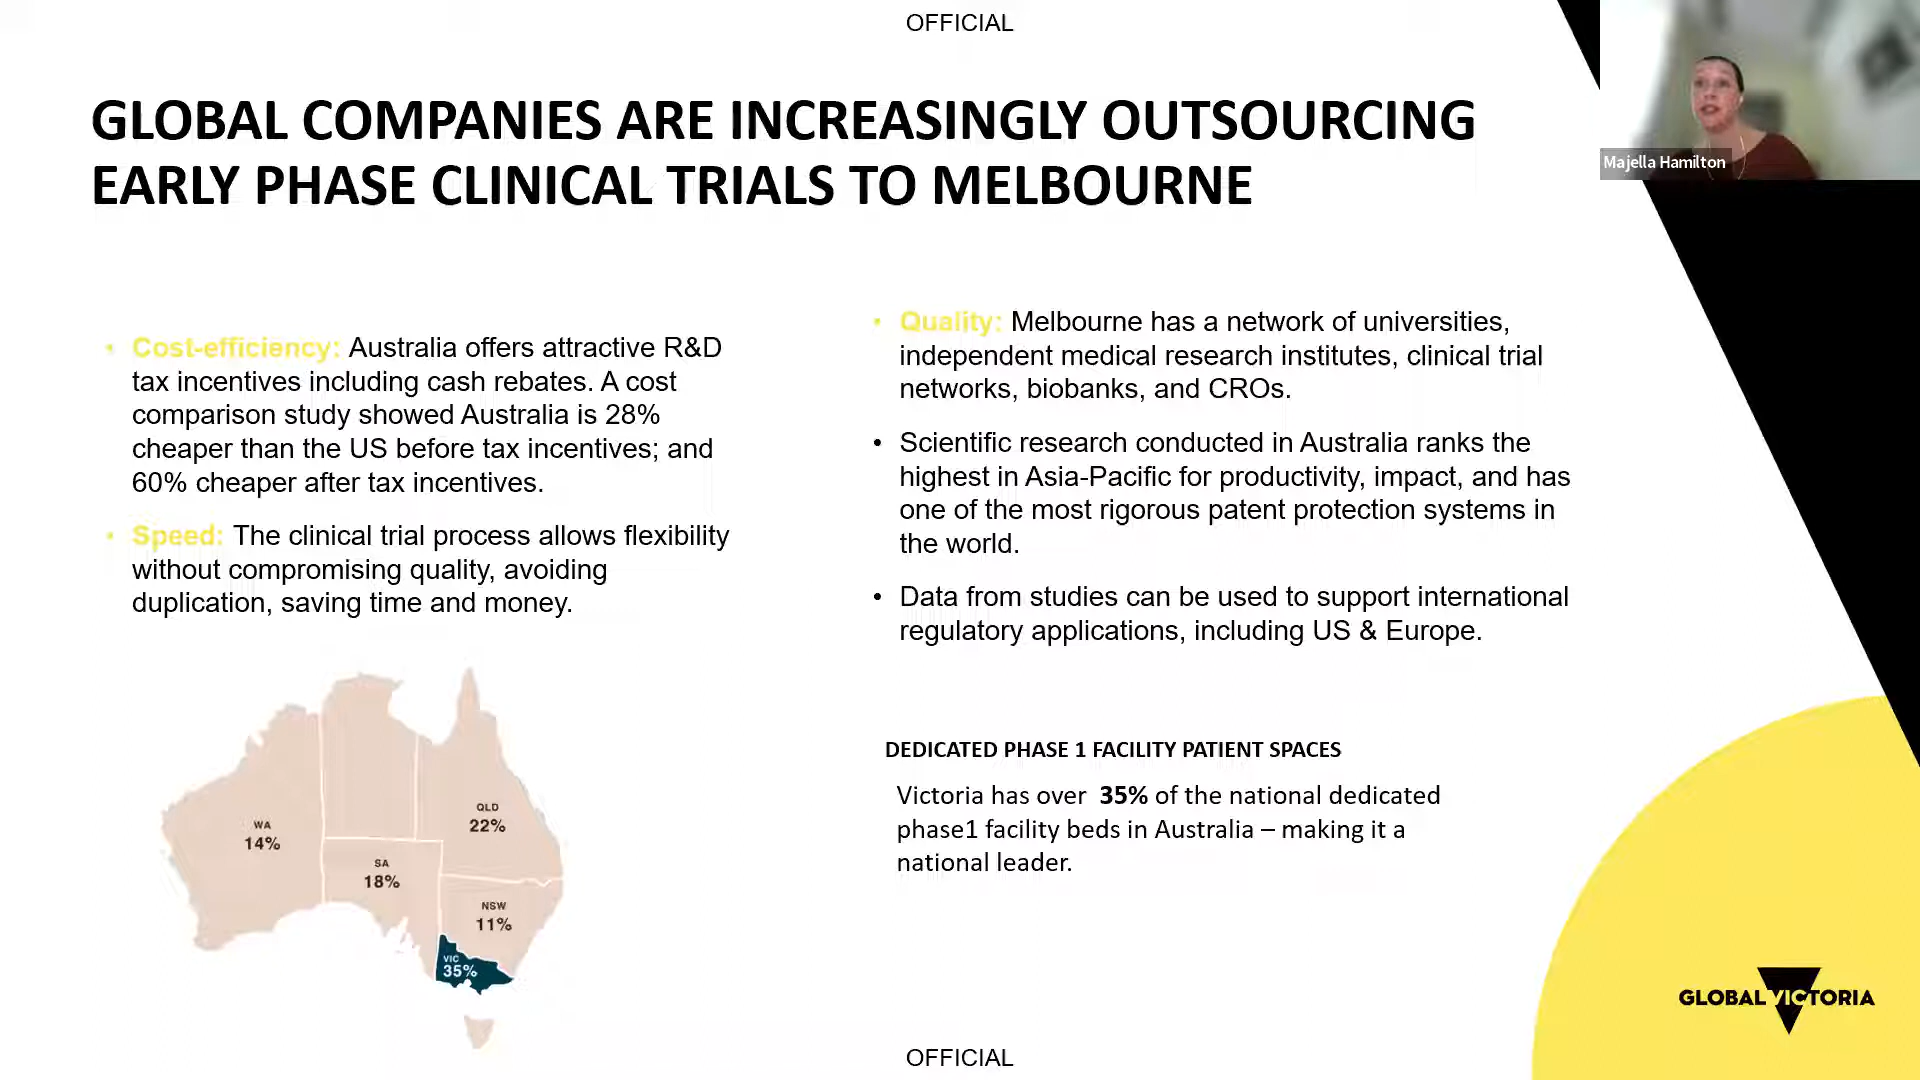 OFFICIAL
GLOBAL COMPANIES ARE INCREASINGLY OUTSOURCING
EARLY PHASE CLINICAL TRIALS TO MELBOURNE
Majella Hamilton
• Cost-efficiency: Australia offers attractive R&D
tax incentives including cash rebates. A cost
comparison study showed Australia is 28%
cheaper than the US before tax incentives; and
60% cheaper after tax incentives.
• Speed: The clinical trial process allows flexibility
without compromising quality, avoiding
duplication, saving time and money.
• Quality: Melbourne has a network of universities,
independent medical research institutes, clinical trial
networks, biobanks, and CROs.
• Scientific research conducted in Australia ranks the
highest in Asia-Pacific for productivity, impact, and has
one of the most rigorous patent protection systems in
the world.
• Data from studies can be used to support international
regulatory applications, including US & Europe.
WA
14%
QLD
22%
SA
18%
NSW
11%
VIC
35%
DEDICATED PHASE 1 FACILITY PATIENT SPACES
Victoria has over 35% of the national dedicated
phase1 facility beds in Australia – making it a
national leader.
GLOBAL VICTORIA
OFFICIAL